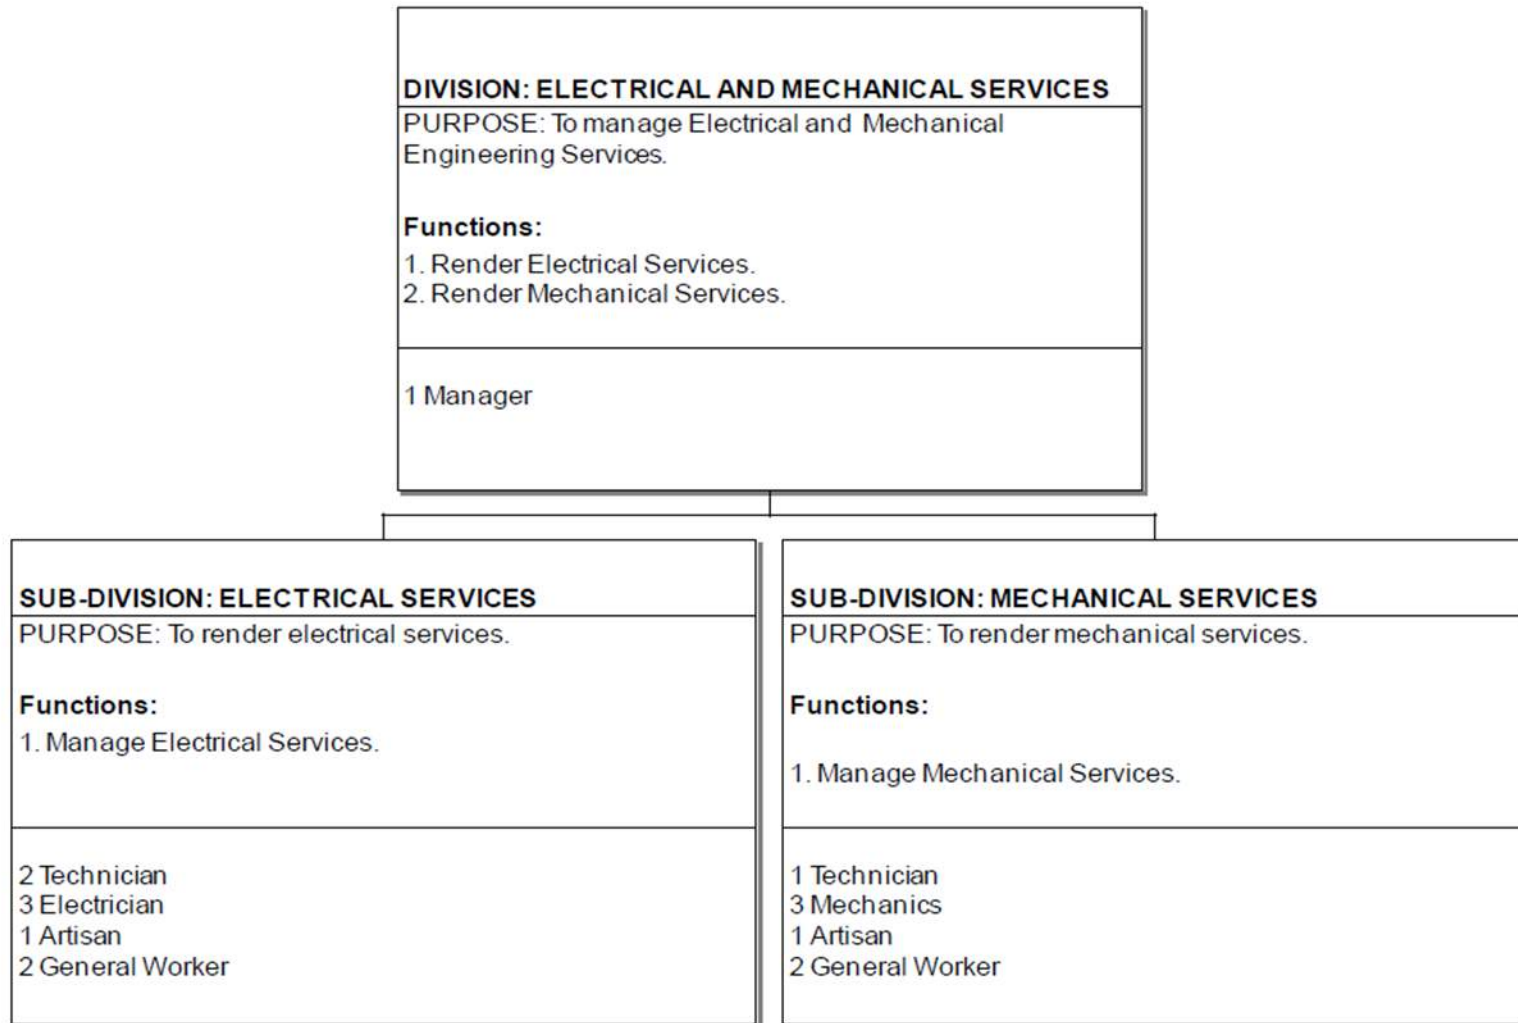 DIVISION: ELECTRICAL AND MECHANICAL SERVICES
PURPOSE: To manage Electrical and Mechanical
Engineering Services.
Functions:
1. Render Electrical Services.
2. Render Mechanical Services.
1 Manager
SUB-DIVISION: ELECTRICAL SERVICES
PURPOSE: To render electrical services.
Functions:
1. Manage Electrical Services.
2 Technician
3 Electrician
1 Artisan
2 General Worker
SUB-DIVISION: MECHANICAL SERVICES
PURPOSE: To render mechanical services.
Functions:
1. Manage Mechanical Services.
1 Technician
3 Mechanics
1 Artisan
2 General Worker